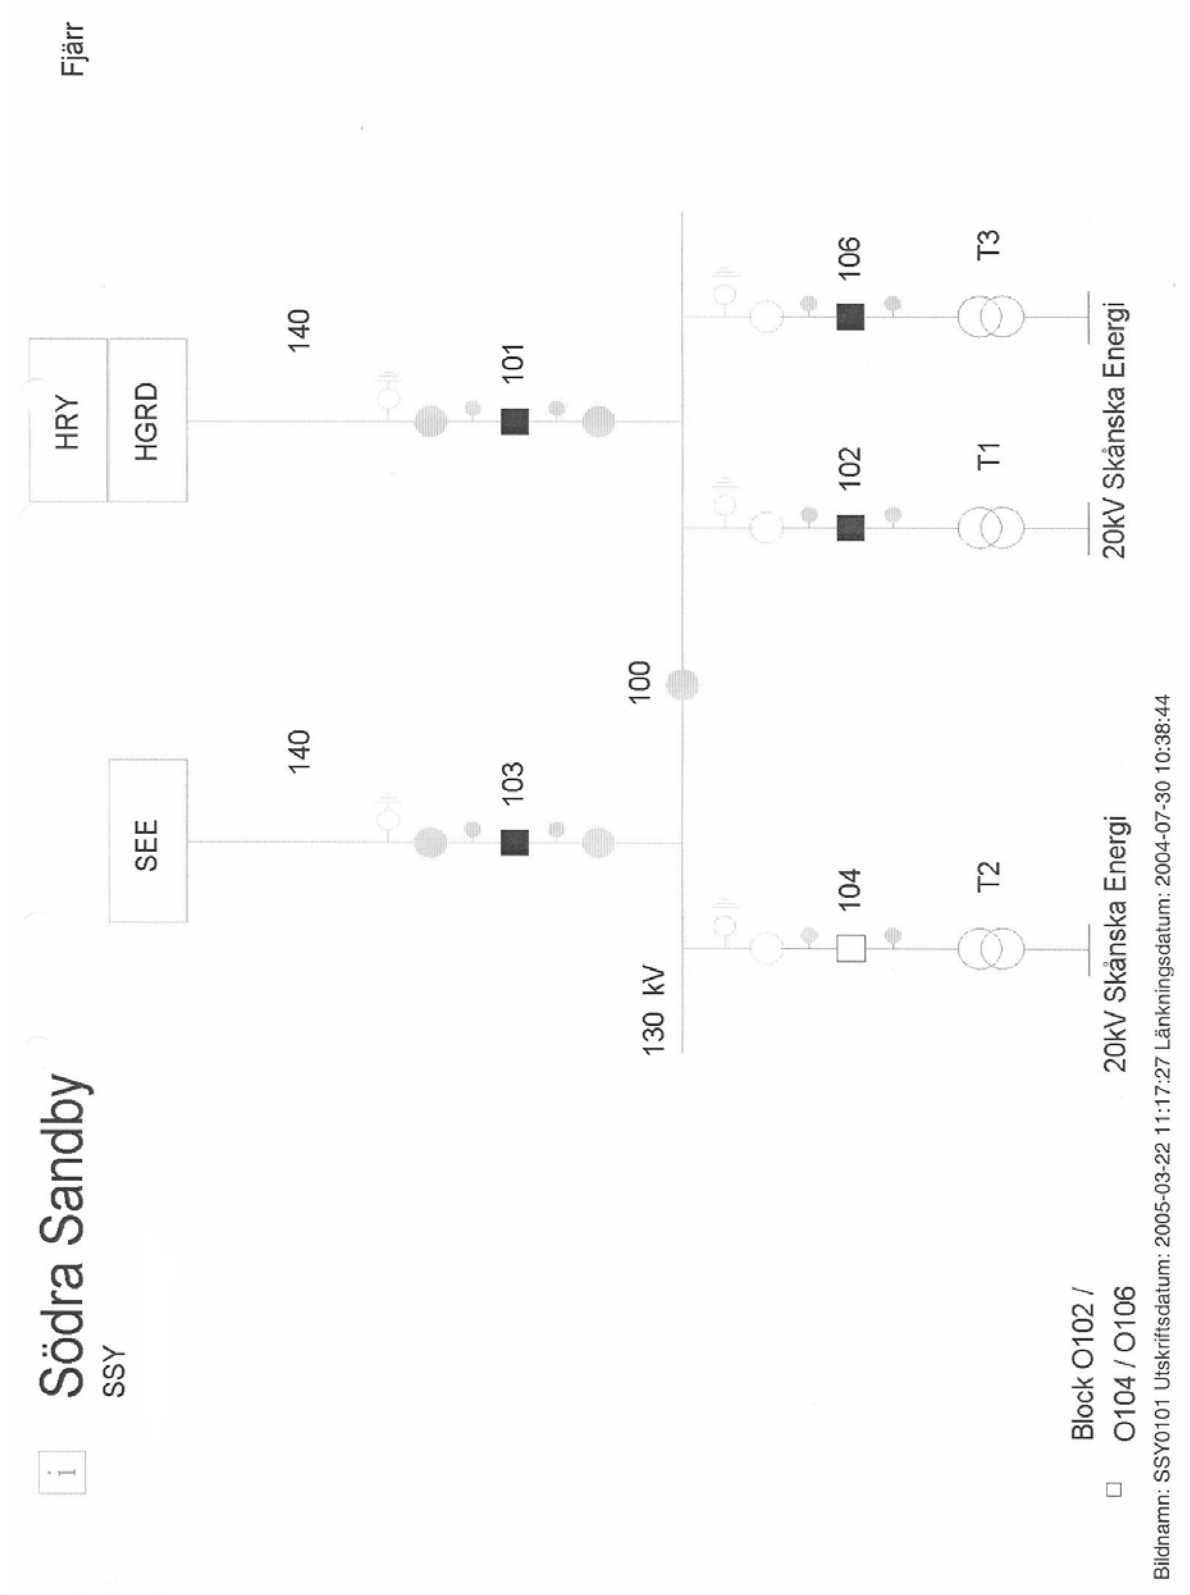 i
Södra Sandby
SSY
Fjärr
SEE
HRY
HGRD
140
140
103
101
100
130 kV
104
102
106
T2
T1
T3
20kV Skånska Energi
20kV Skånska Energi
Block O102 /
O104 / O106
Bildnamn: SSY0101 Utskriftsdatum: 2005-03-22 11:17:27 Länkningsdatum: 2004-07-30 10:38:44